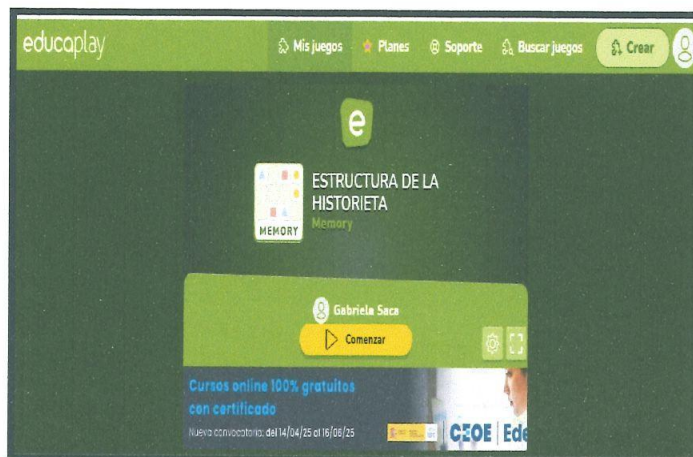 educaplay
Mis juegos
Planes
Soporte
Buscar juegos
Crear
e
ESTRUCTURA DE LA
HISTORIETA
Memory
MEMORY
Gabriela Saca
Comenzar
Cursos online 100% gratuitos
con certificado
Nueva convocatoria: del 14/04/25 al 16/06/25
CEOE
Ede